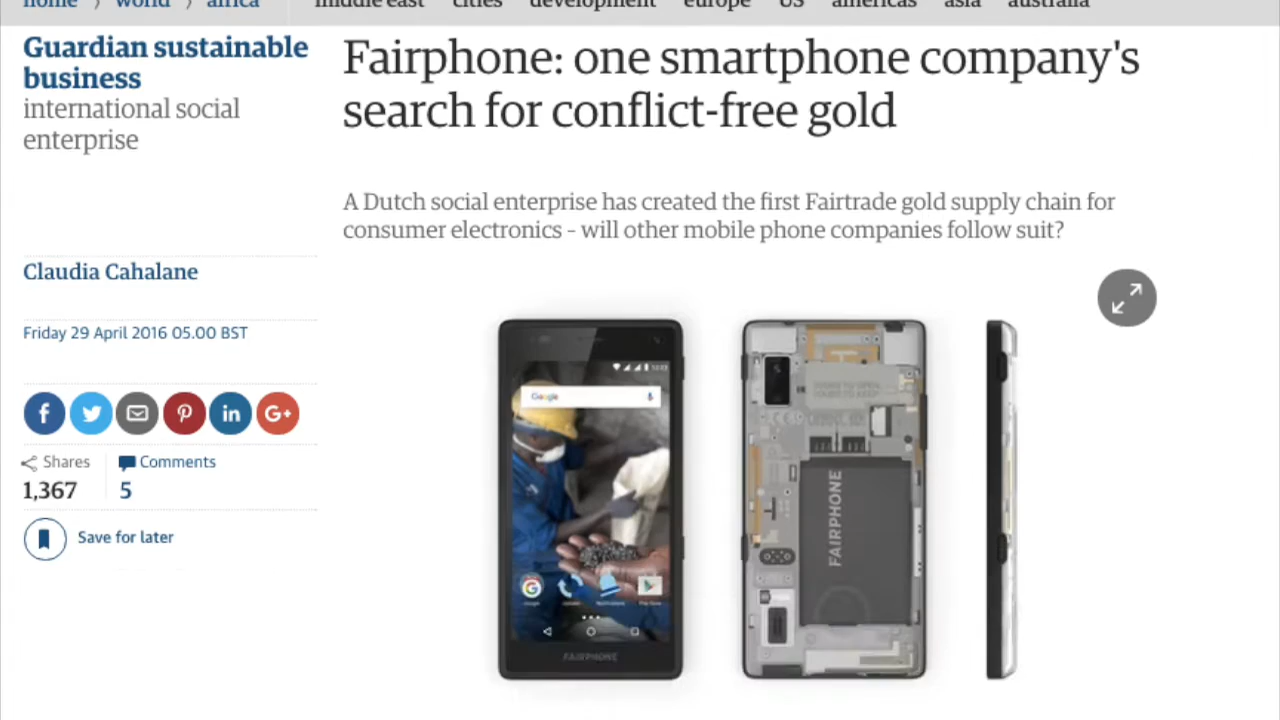 home 〉 world 〉 africa
middle east cities development europe US americas asia australia
Guardian sustainable
business
international social
enterprise
Fairphone: one smartphone company's
search for conflict-free gold
A Dutch social enterprise has created the first Fairtrade gold supply chain for
consumer electronics – will other mobile phone companies follow suit?
Claudia Cahalane
Friday 29 April 2016 05.00 BST
Shares
1,367
Comments
5
Save for later
Google
FAIRPHONE
FAIRPHONE